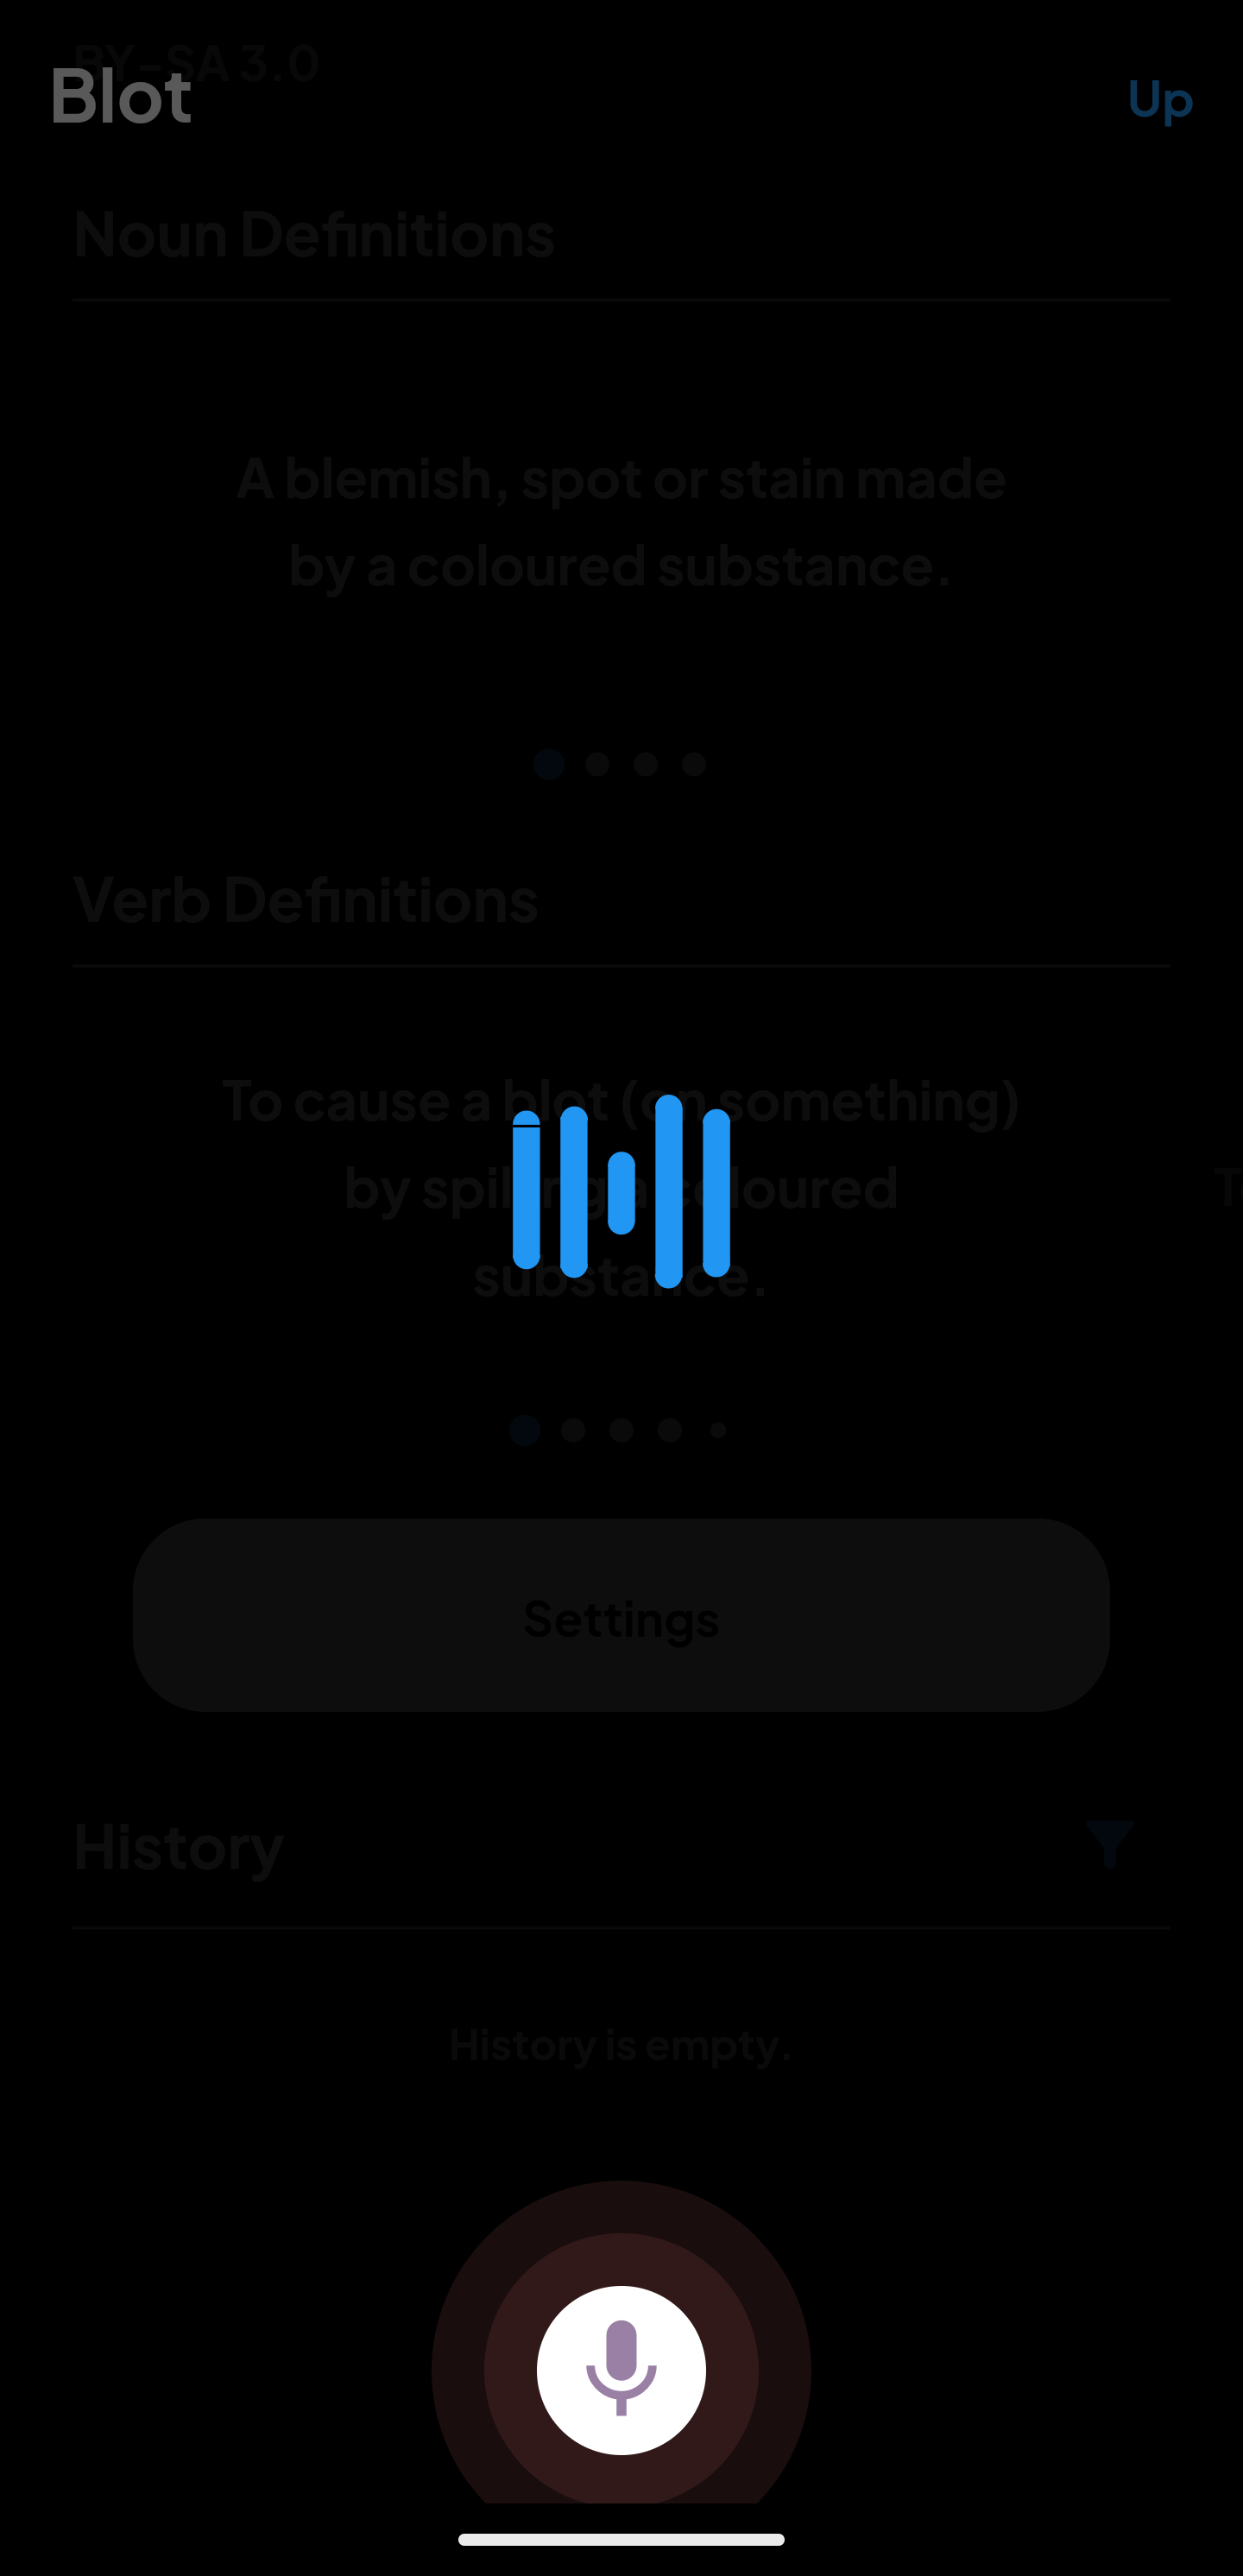 BY-SA 3.0
Blot
Up
Noun Definitions
A blemish, spot or stain made
by a coloured substance.
Verb Definitions
To cause a blot (on something)
by spilling a coloured
substance.
Settings
History
History is empty.